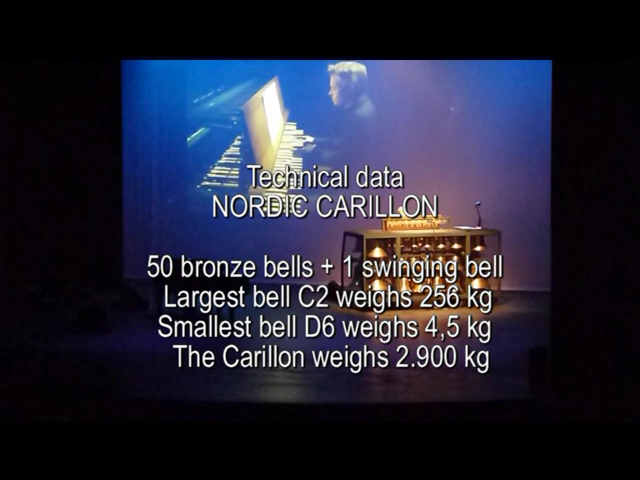 Technical data
NORDIC CARILLON
50 bronze bells + 1 swinging bell
Largest bell C2 weighs 256 kg
Smallest bell D6 weighs 4,5 kg
The Carillon weighs 2.900 kg